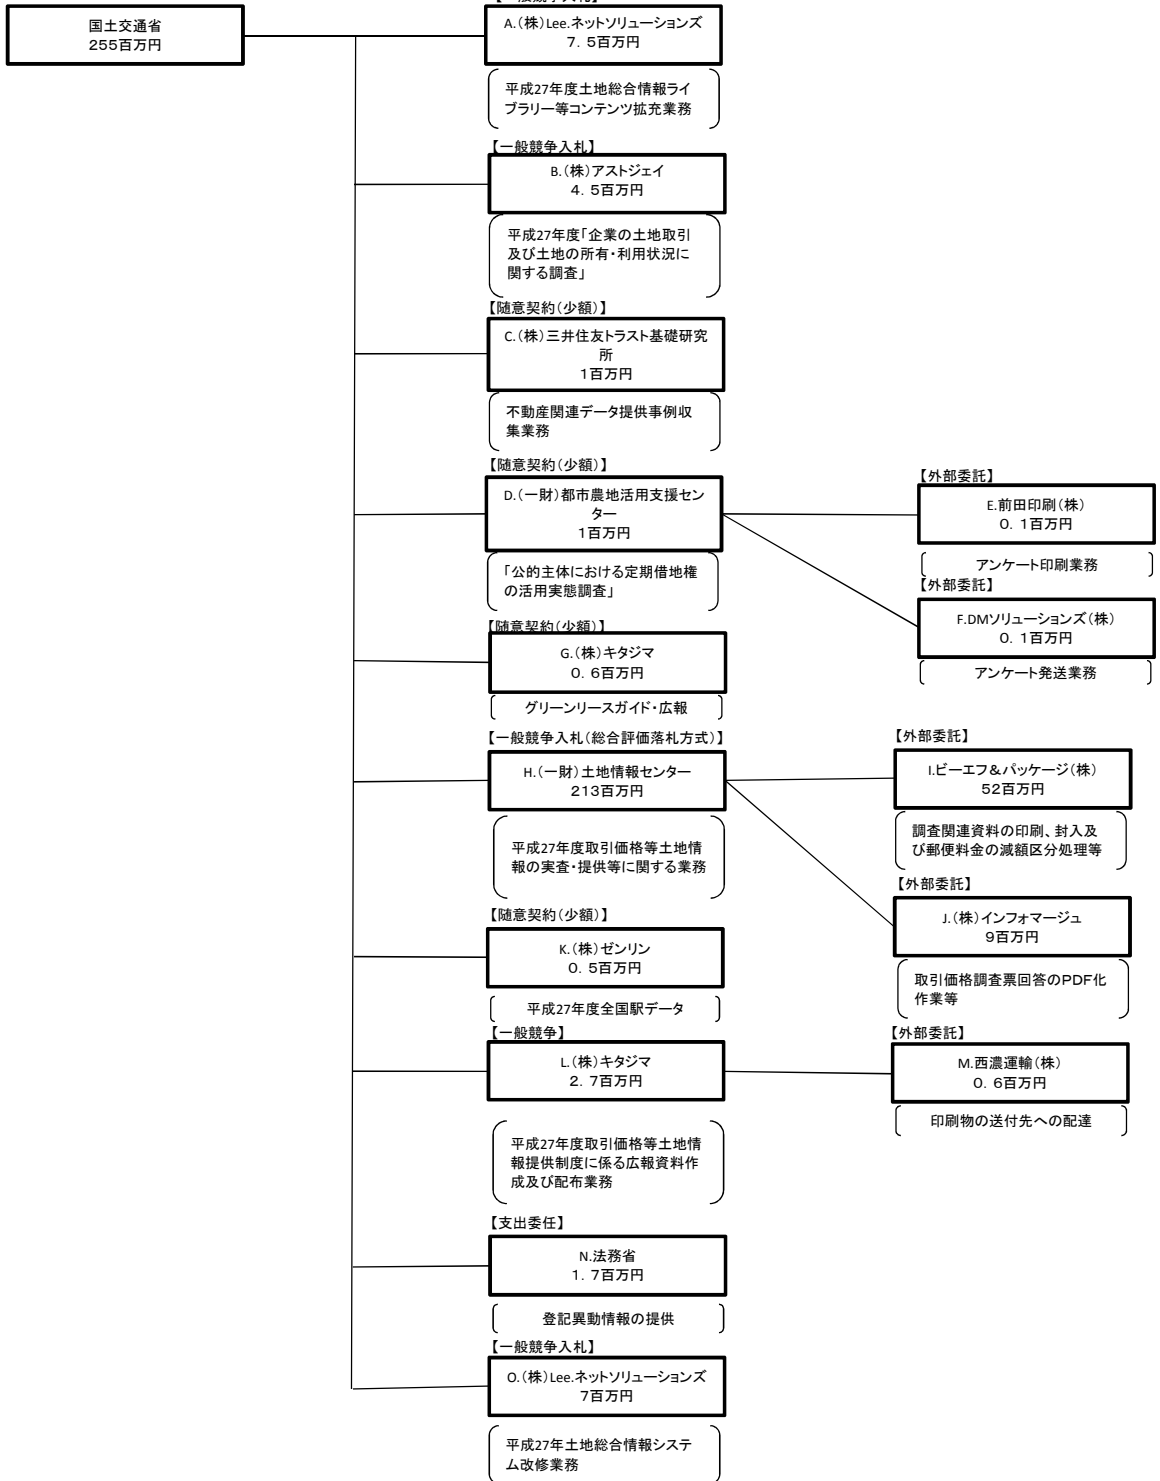 国土交通省
255百万円
A.(株)Lee.ネットソリューションズ
7．5百万円
平成27年度土地総合情報ライ
ブラリー等コンテンツ拡充業務
【一般競争入札】
B.(株)アストジェイ
4．5百万円
平成27年度「企業の土地取引
及び土地の所有・利用状況に
関する調査」
【随意契約(少額)】
C.(株)三井住友トラスト基礎研究
所
1百万円
不動産関連データ提供事例収
集業務
【随意契約(少額)】
D.(一財)都市農地活用支援セン
ター
1百万円
「公的主体における定期借地権
の活用実態調査」
【外部委託】
E.前田印刷(株)
0．1百万円
アンケート印刷業務
【外部委託】
F.DMソリューションズ(株)
0．1百万円
アンケート発送業務
【随意契約(少額)】
G.(株)キタジマ
0．6百万円
グリーンリースガイド・広報
【一般競争入札(総合評価落札方式)】
H.(一財)土地情報センター
213百万円
平成27年度取引価格等土地情
報の実査・提供等に関する業務
【外部委託】
I.ビーエフ&パッケージ(株)
52百万円
調査関連資料の印刷、封入及
び郵便料金の減額区分処理等
【外部委託】
J.(株)インフォマージュ
9百万円
取引価格調査票回答のPDF化
作業等
【随意契約(少額)】
K.(株)ゼンリン
0．5百万円
平成27年度全国駅データ
【一般競争】
L.(株)キタジマ
2．7百万円
平成27年度取引価格等土地情
報提供制度に係る広報資料作
成及び配布業務
【外部委託】
M.西濃運輸(株)
0．6百万円
印刷物の送付先への配達
【支出委任】
N.法務省
1．7百万円
登記異動情報の提供
【一般競争入札】
O.(株)Lee.ネットソリューションズ
7百万円
平成27年土地総合情報システ
ム改修業務